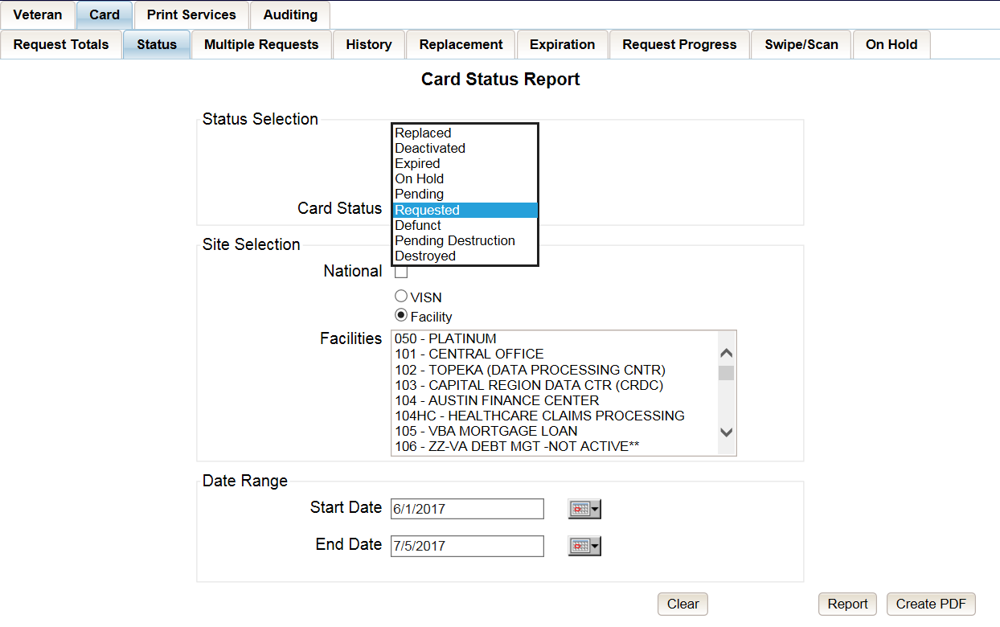 Veteran Card Print Services Auditing
Request Totals Status Multiple Requests History Replacement Expiration Request Progress Swipe/Scan On Hold
Card Status Report
Status Selection
Card Status
Replaced
Deactivated
Expired
On Hold
Pending
Requested
Defunct
Pending Destruction
Destroyed
Site Selection
National
VISN
Facility
Facilities
050 - PLATINUM
101 - CENTRAL OFFICE
102 - TOPEKA (DATA PROCESSING CNTR)
103 - CAPITAL REGION DATA CTR (CRDC)
104 - AUSTIN FINANCE CENTER
104HC - HEALTHCARE CLAIMS PROCESSING
105 - VBA MORTGAGE LOAN
106 - ZZ-VA DEBT MGT -NOT ACTIVE**
Date Range
Start Date 6/1/2017
End Date 7/5/2017
Clear Report Create PDF